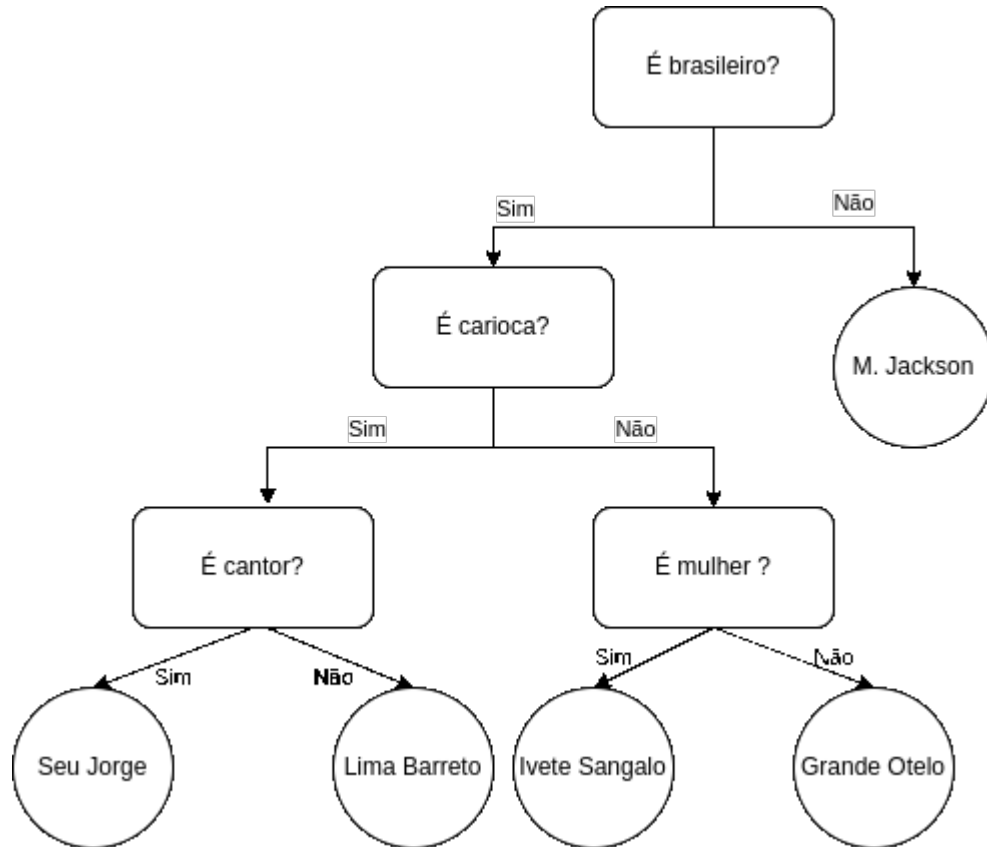 É brasileiro?
Sim
Não
É carioca?
M. Jackson
Sim
Não
É cantor?
É mulher ?
Sim
Não
Sim
Não
Seu Jorge
Lima Barreto
Ivete Sangalo
Grande Otelo